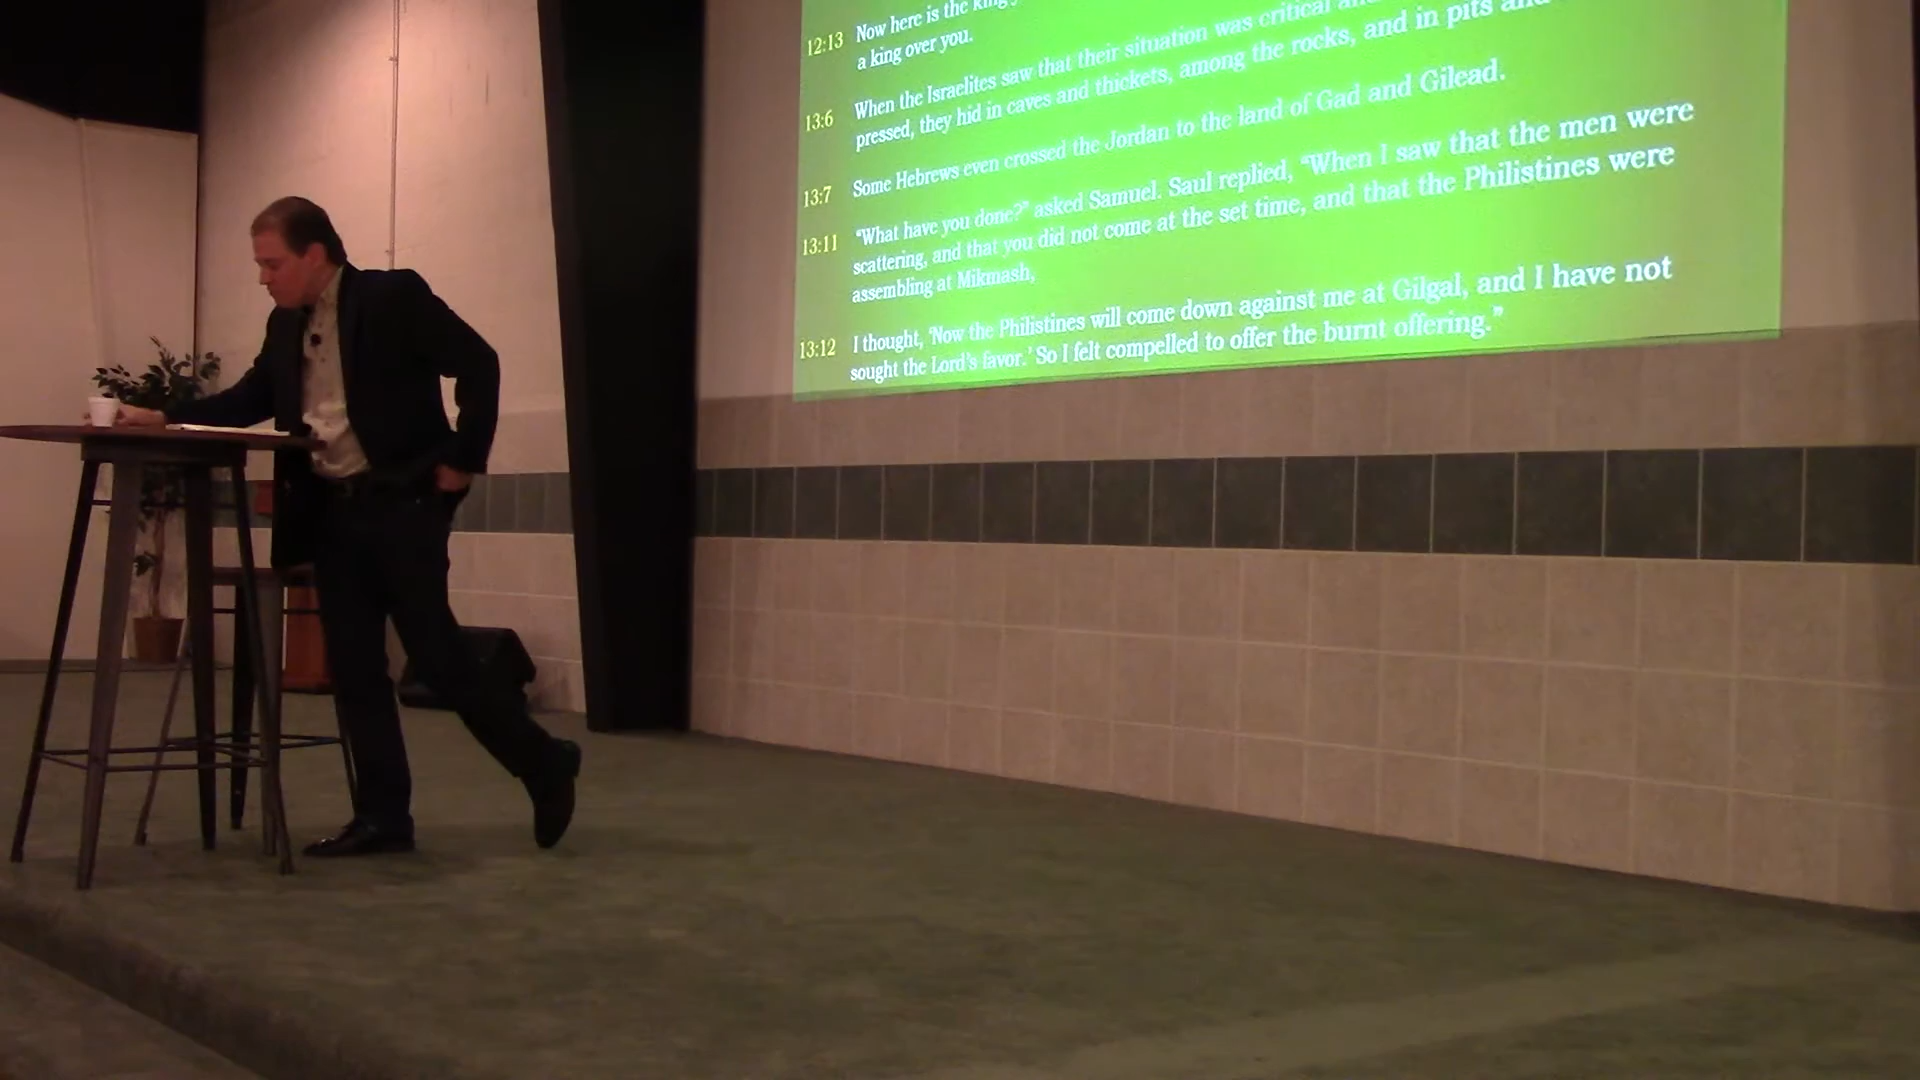 12:13 Now here is the king
a king over you.
13:6 When the Israelites saw that their situation was critical
pressed, they hid in caves and thickets, among the rocks, and in pits and
13:7 Some Hebrews even crossed the Jordan to the land of Gad and Gilead.
13:11 “What have you done?” asked Samuel. Saul replied, “When I saw that the men were
scattering, and that you did not come at the set time, and that the Philistines were
assembling at Mikmash,
13:12 I thought, ‘Now the Philistines will come down against me at Gilgal, and I have not
sought the Lord’s favor.’ So I felt compelled to offer the burnt offering.”